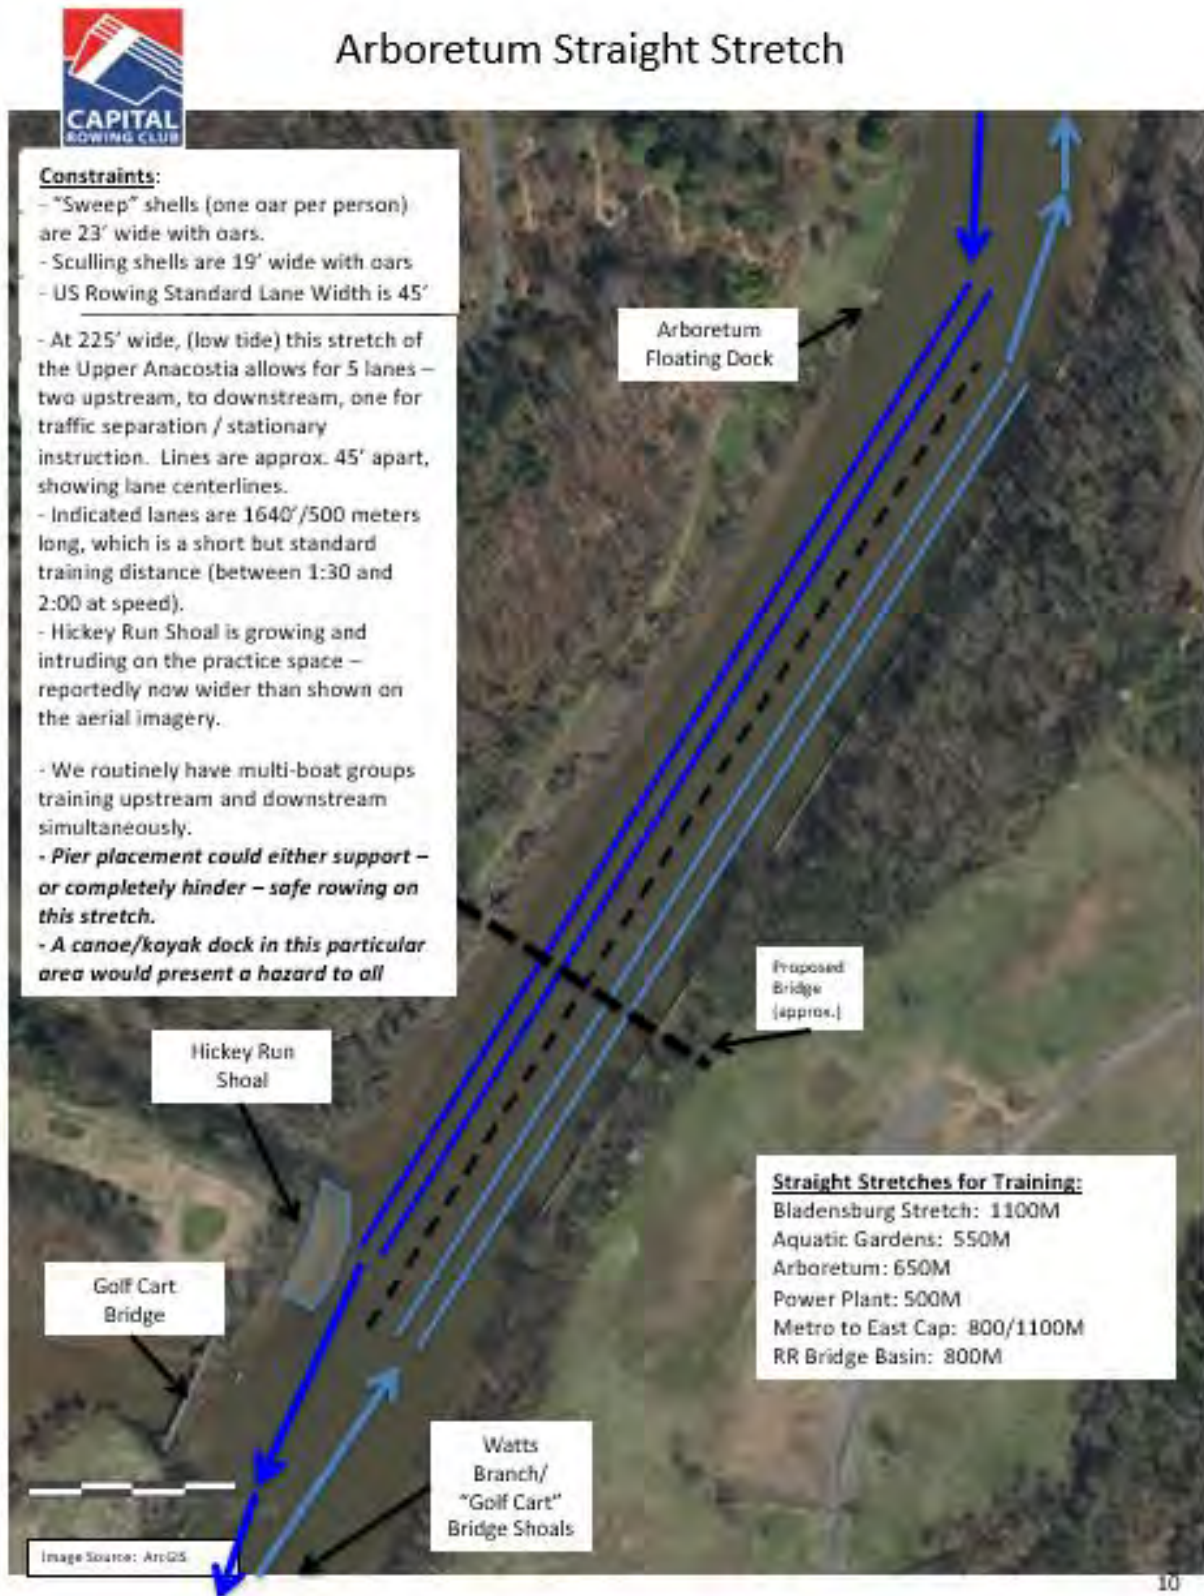 Arboretum Straight Stretch
CAPITAL
ROWING CLUB
Constraints:
- "Sweep" shells (one oar per person)
are 23' wide with oars.
- Sculling shells are 19' wide with oars
- US Rowing Standard Lane Width is 45'
- At 225' wide, (low tide) this stretch of
the Upper Anacostia allows for 5 lanes –
two upstream, to downstream, one for
traffic separation / stationary
instruction. Lines are approx. 45' apart,
showing lane centerlines.
- Indicated lanes are 1640'/500 meters
long, which is a short but standard
training distance (between 1:30 and
2:00 at speed).
- Hickey Run Shoal is growing and
intruding on the practice space –
reportedly now wider than shown on
the aerial imagery.
- We routinely have multi-boat groups
training upstream and downstream
simultaneously.
- Pier placement could either support –
or completely hinder – safe rowing on
this stretch.
- A canoe/kayak dock in this particular
area would present a hazard to all
Arboretum
Floating Dock
Proposed
Bridge
(approx.)
Hickey Run
Shoal
Golf Cart
Bridge
Straight Stretches for Training:
Bladensburg Stretch: 1100M
Aquatic Gardens: 550M
Arboretum: 650M
Power Plant: 500M
Metro to East Cap: 800/1100M
RR Bridge Basin: 800M
Watts
Branch/
"Golf Cart"
Bridge Shoals
Image Source: ArcGIS
10